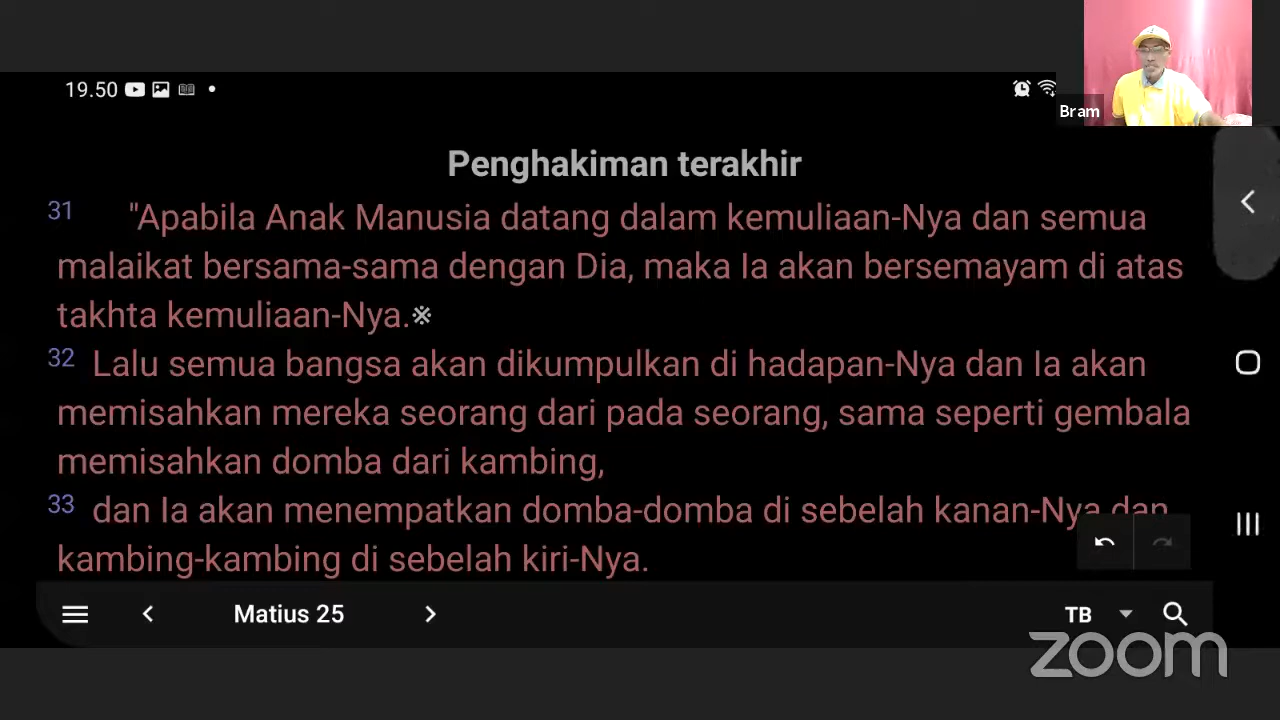 19.50
Bram
Penghakiman terakhir
31 "Apabila Anak Manusia datang dalam kemuliaan-Nya dan semua
malaikat bersama-sama dengan Dia, maka Ia akan bersemayam di atas
takhta kemuliaan-Nya.※
32 Lalu semua bangsa akan dikumpulkan di hadapan-Nya dan Ia akan
memisahkan mereka seorang dari pada seorang, sama seperti gembala
memisahkan domba dari kambing,
33 dan Ia akan menempatkan domba-domba di sebelah kanan-Nya dan
kambing-kambing di sebelah kiri-Nya.
Matius 25
TB
zoom